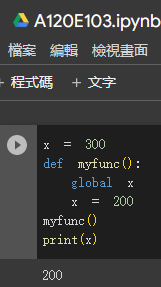 A120E103.ipynb
檔案 編輯 檢視畫面
+ 程式碼 + 文字
x = 300
def myfunc():
    global x
    x = 200
myfunc()
print(x)
200